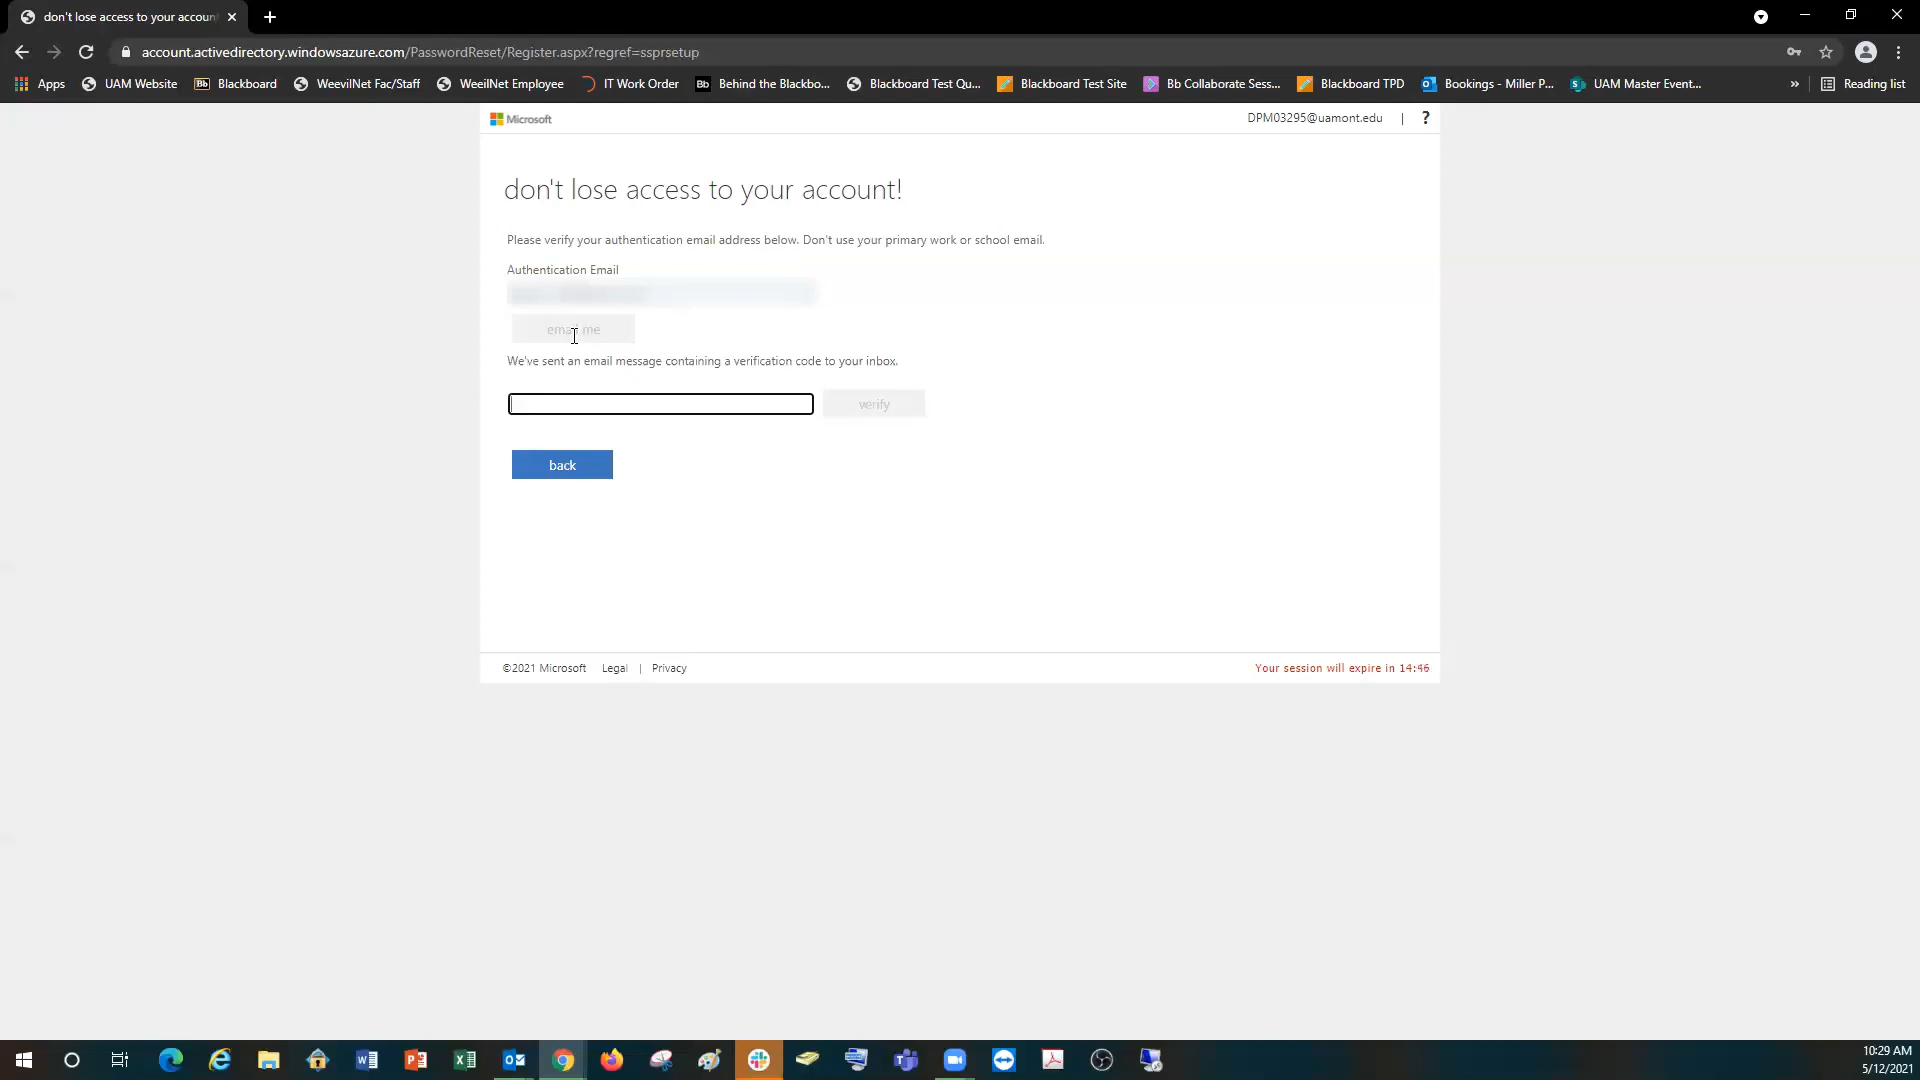 don't lose access to your accoun
account.activedirectory.windowsazure.com/PasswordReset/Register.aspx?regref=ssprsetup
Apps UAM Website Blackboard WeevilNet Fac/Staff WeeilNet Employee IT Work Order Behind the Blackbo... Blackboard Test Qu... Blackboard Test Site Bb Collaborate Sess... Blackboard TPD Bookings - Miller P... UAM Master Event... » Reading list
Microsoft DPM03295@uamont.edu | ?
don't lose access to your account!
Please verify your authentication email address below. Don't use your primary work or school email.
Authentication Email
email me
We've sent an email message containing a verification code to your inbox.
verify
back
©2021 Microsoft Legal | Privacy Your session will expire in 14:46
10:29 AM
5/12/2021